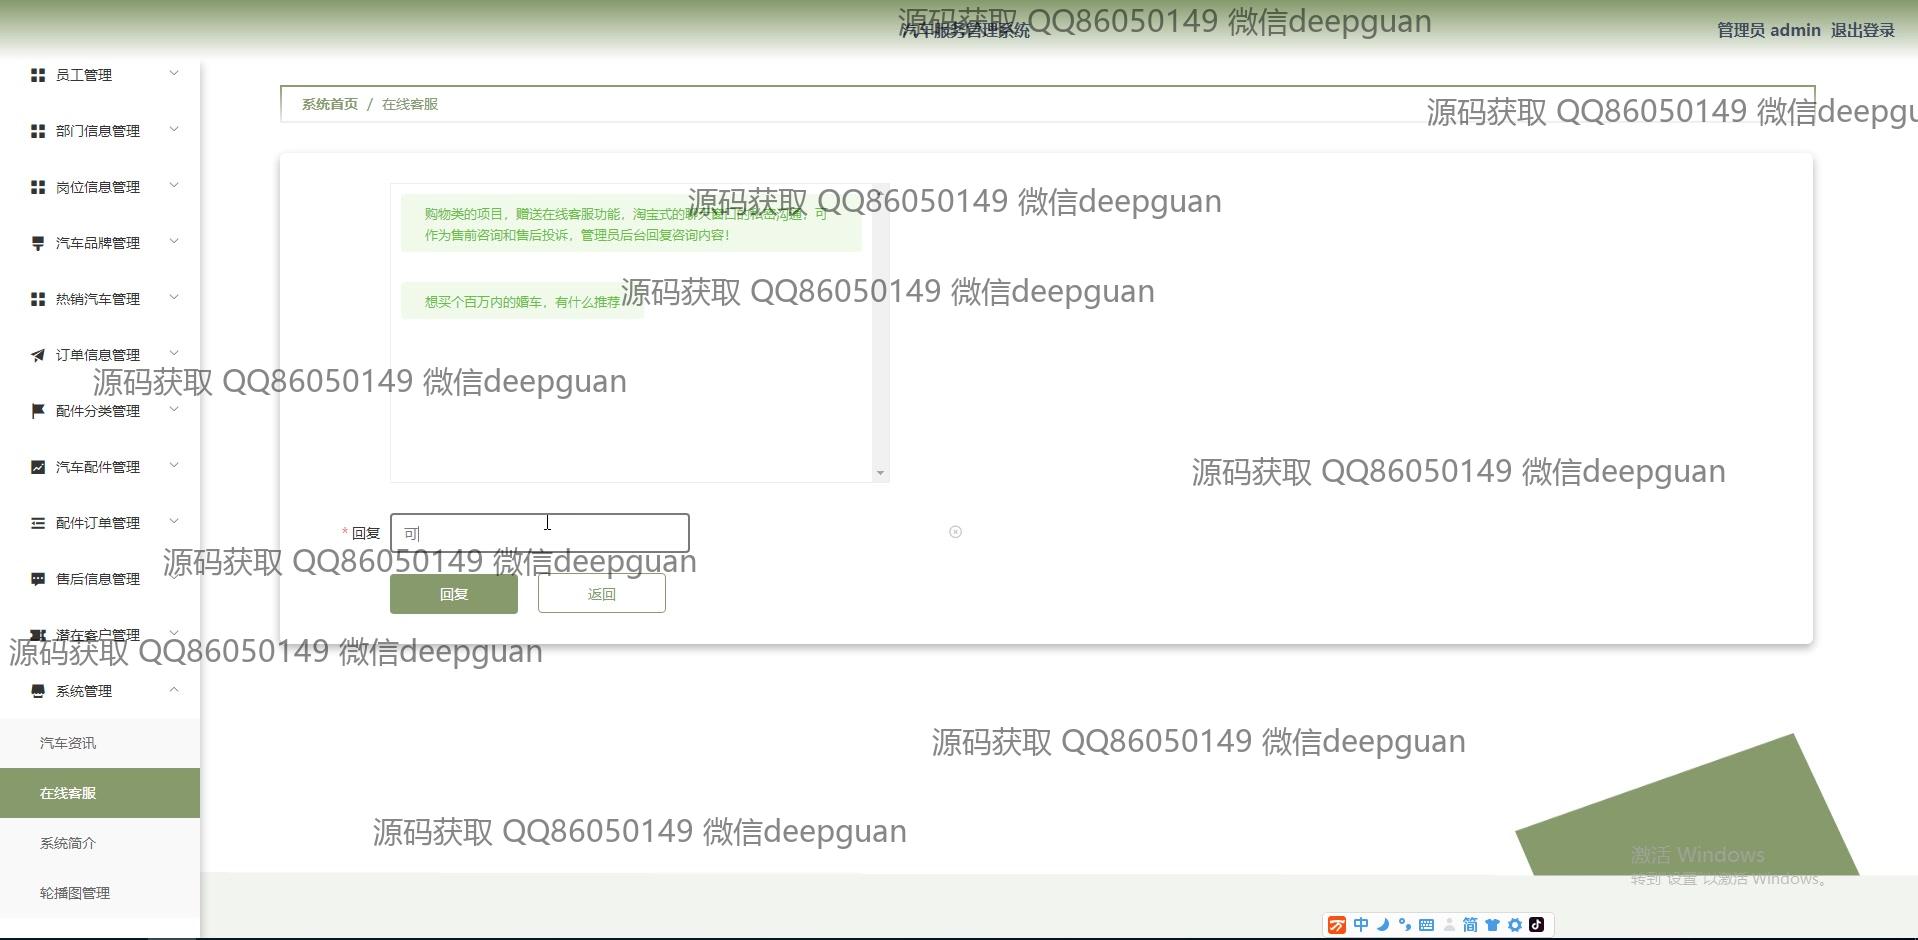 源码获取 QQ86050149 微信deepguan
汽车服务管理系统
管理员 admin 退出登录
员工管理
系统首页 / 在线客服
源码获取 QQ86050149 微信deepgu
部门信息管理
岗位信息管理
源码获取 QQ86050149 微信deepguan
购物类的项目，赠送在线客服功能，淘宝式的聊天窗口的私密沟通，可
作为售前咨询和售后投诉，管理员后台回复咨询内容！
汽车品牌管理
热销汽车管理
想买个百万内的婚车，有什么推荐
源码获取 QQ86050149 微信deepguan
订单信息管理
源码获取 QQ86050149 微信deepguan
配件分类管理
汽车配件管理
源码获取 QQ86050149 微信deepguan
配件订单管理
* 回复
可
源码获取 QQ86050149 微信deepguan
售后信息管理
回复
返回
潜在客户管理
源码获取 QQ86050149 微信deepguan
系统管理
汽车资讯
源码获取 QQ86050149 微信deepguan
在线客服
源码获取 QQ86050149 微信deepguan
系统简介
激活 Windows
转到"设置"以激活 Windows。
轮播图管理
中
简